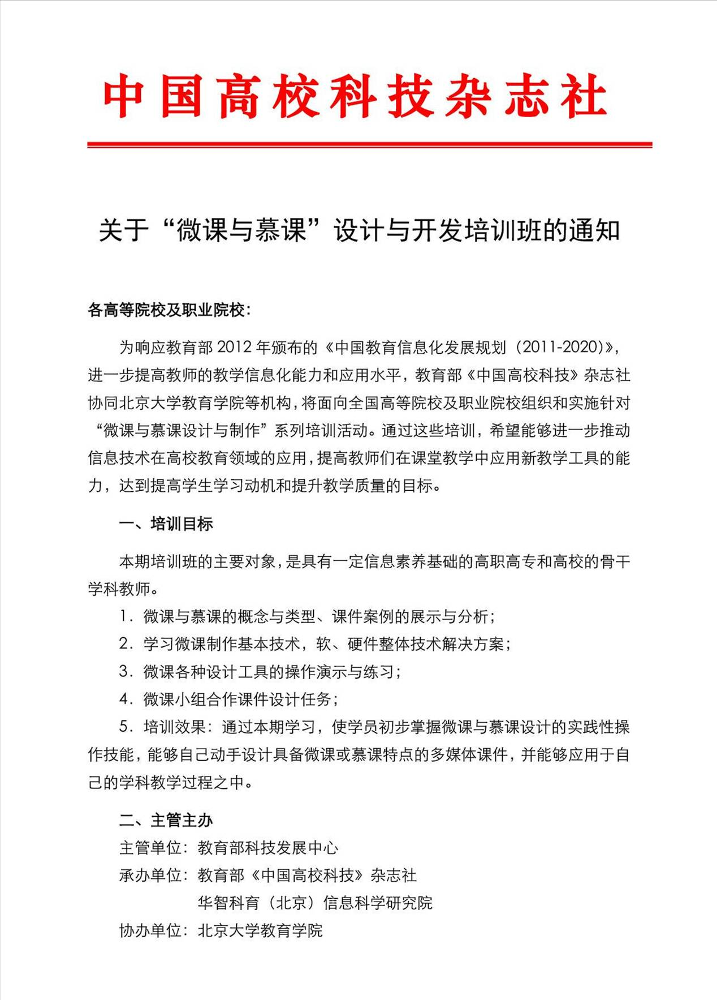 中国高校科技杂志社
关于“微课与慕课”设计与开发培训班的通知
各高等院校及职业院校：
为响应教育部 2012 年颁布的《中国教育信息化发展规划（2011-2020）》，
进一步提高教师的教学信息化能力和应用水平，教育部《中国高校科技》杂志社
协同北京大学教育学院等机构，将面向全国高等院校及职业院校组织和实施针对
“微课与慕课设计与制作”系列培训活动。通过这些培训，希望能够进一步推动
信息技术在高校教育领域的应用，提高教师们在课堂教学中应用新教学工具的能
力，达到提高学生学习动机和提升教学质量的目标。
一、培训目标
本期培训班的主要对象，是具有一定信息素养基础的高职高专和高校的骨干
学科教师。
1．微课与慕课的概念与类型、课件案例的展示与分析；
2．学习微课制作基本技术，软、硬件整体技术解决方案；
3．微课各种设计工具的操作演示与练习；
4．微课小组合作课件设计任务；
5．培训效果：通过本期学习，使学员初步掌握微课与慕课设计的实践性操
作技能，能够自己动手设计具备微课或慕课特点的多媒体课件，并能够应用于自
己的学科教学过程之中。
二、主管主办
主管单位：教育部科技发展中心
承办单位：教育部《中国高校科技》杂志社
华智科育（北京）信息科学研究院
协办单位：北京大学教育学院